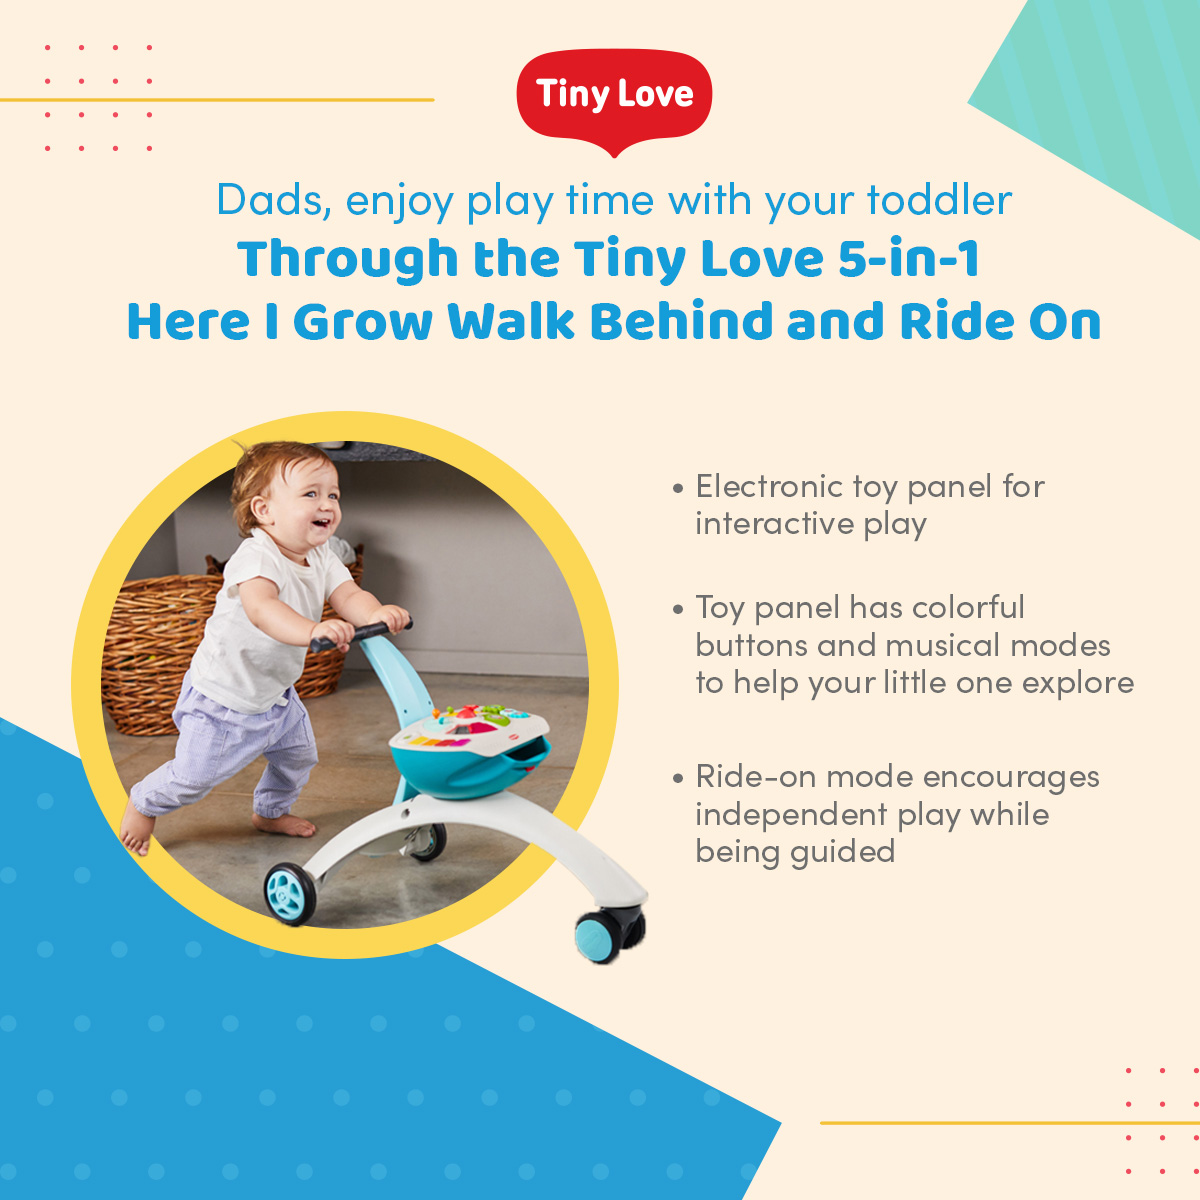 Tiny Love
Dads, enjoy play time with your toddler
Through the Tiny Love 5-in-1
Here I Grow Walk Behind and Ride On
• Electronic toy panel for
interactive play
• Toy panel has colorful
buttons and musical modes
to help your little one explore
• Ride-on mode encourages
independent play while
being guided